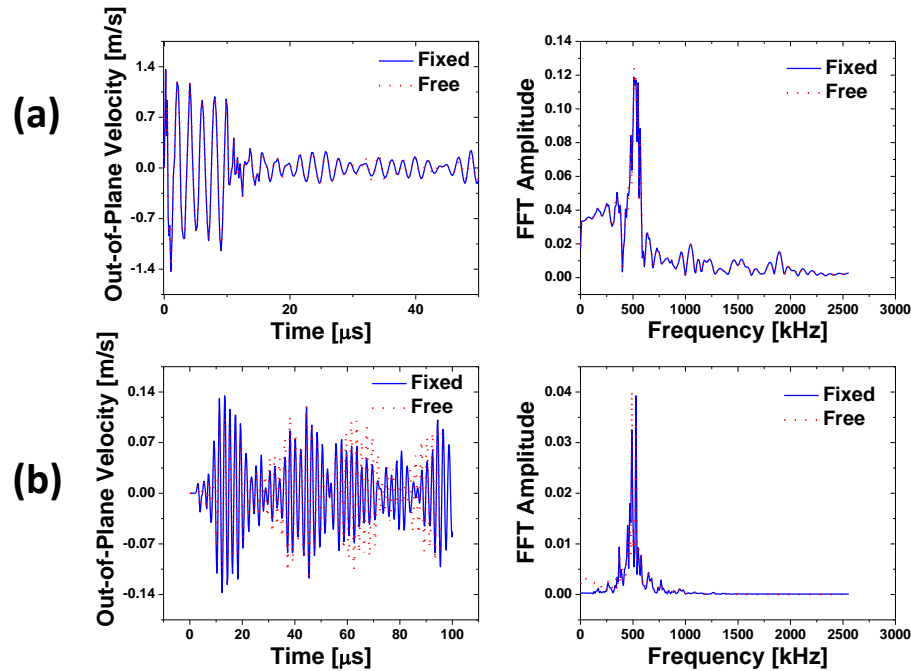 (a)
Out-of-Plane Velocity [m/s]
1.4
0.7
0.0
-0.7
-1.4
0
20
40
Time [μs]
Fixed
Free
FFT Amplitude
0.14
0.12
0.10
0.08
0.06
0.04
0.02
0.00
0
500
1000
1500
2000
2500
3000
Frequency [kHz]
Fixed
Free
(b)
Out-of-Plane Velocity [m/s]
0.14
0.07
0.00
-0.07
-0.14
0
20
40
60
80
100
Time [μs]
Fixed
Free
FFT Amplitude
0.04
0.03
0.02
0.01
0.00
0
500
1000
1500
2000
2500
3000
Frequency [kHz]
Fixed
Free